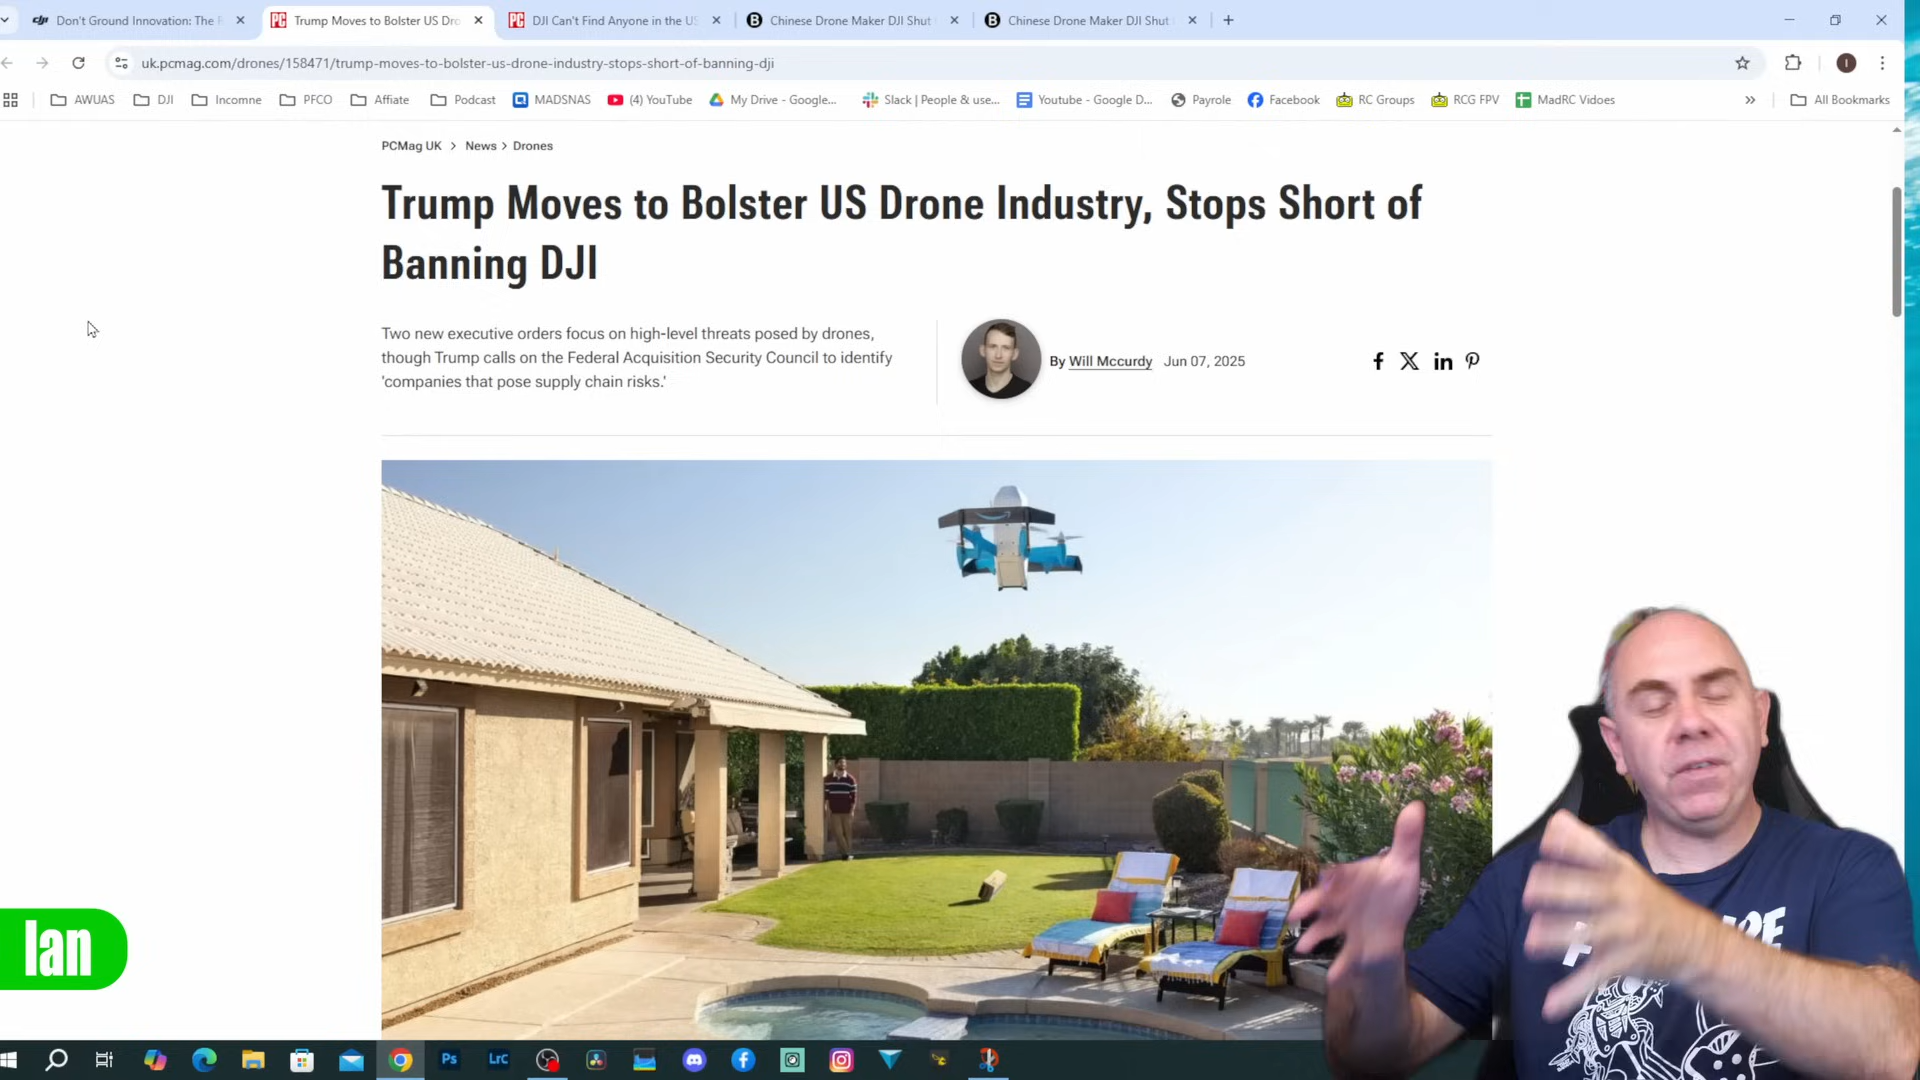 Don't Ground Innovation: The R
Trump Moves to Bolster US Dro
DJI Can't Find Anyone in the US
Chinese Drone Maker DJI Shut
Chinese Drone Maker DJI Shut
uk.pcmag.com/drones/158471/trump-moves-to-bolster-us-drone-industry-stops-short-of-banning-dji
AWUAS
DJI
Incomne
PFCO
Affiate
Podcast
MADSNAS
(4) YouTube
My Drive - Google...
Slack | People & use...
Youtube - Google D...
Payrole
Facebook
RC Groups
RCG FPV
MadRC Vidoes
All Bookmarks
PCMag UK > News > Drones
Trump Moves to Bolster US Drone Industry, Stops Short of
Banning DJI
Two new executive orders focus on high-level threats posed by drones,
though Trump calls on the Federal Acquisition Security Council to identify
'companies that pose supply chain risks.'
By Will Mccurdy Jun 07, 2025
Ian